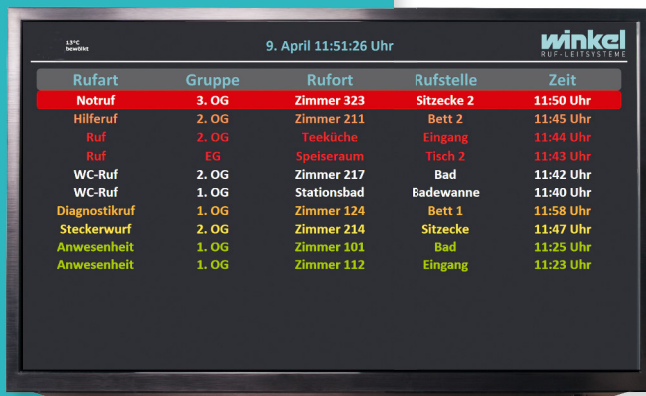 13°C
bewölkt
9. April 11:51:26 Uhr
winkel
RUF-LEITSYSTEME
Rufart Gruppe Rufort Rufstelle Zeit
Notruf 3. OG Zimmer 323 Sitzecke 2 11:50 Uhr
Hilferuf 2. OG Zimmer 211 Bett 2 11:45 Uhr
Ruf 2. OG Teeküche Eingang 11:44 Uhr
Ruf EG Speiseraum Tisch 2 11:43 Uhr
WC-Ruf 2. OG Zimmer 217 Bad 11:42 Uhr
WC-Ruf 1. OG Stationsbad Badewanne 11:40 Uhr
Diagnostikruf 1. OG Zimmer 124 Bett 1 11:58 Uhr
Steckerwurf 2. OG Zimmer 214 Sitzecke 11:47 Uhr
Anwesenheit 1. OG Zimmer 101 Bad 11:25 Uhr
Anwesenheit 1. OG Zimmer 112 Eingang 11:23 Uhr